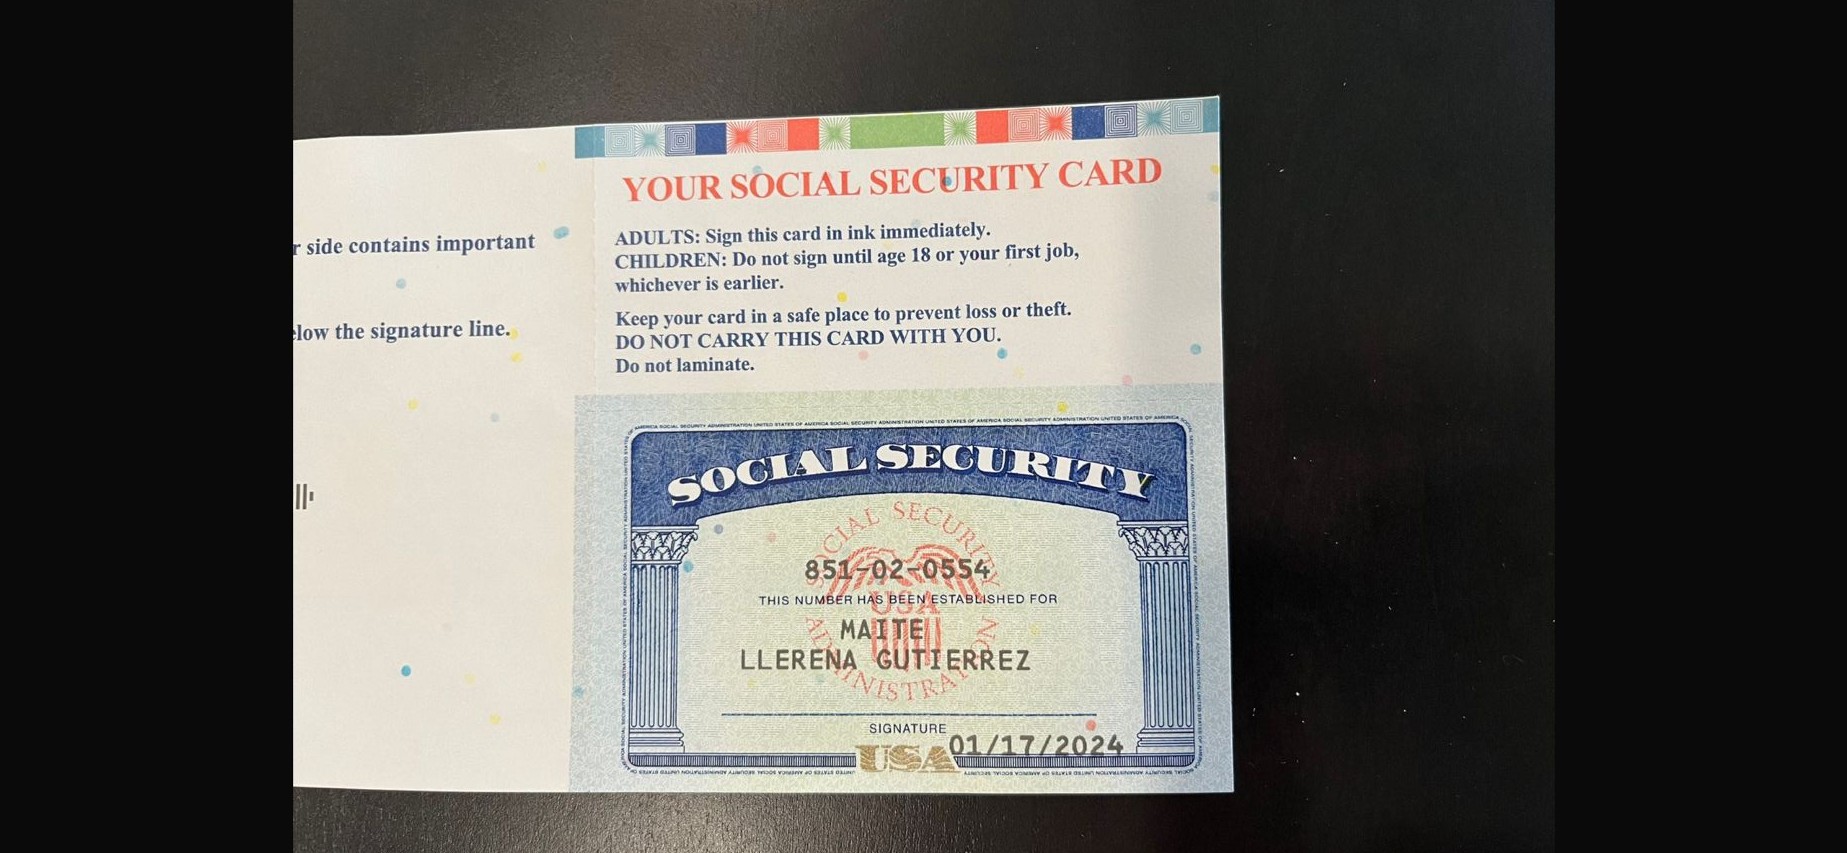 YOUR SOCIAL SECURITY CARD
r side contains important
ADULTS: Sign this card in ink immediately.
CHILDREN: Do not sign until age 18 or your first job,
whichever is earlier.
low the signature line.
Keep your card in a safe place to prevent loss or theft.
DO NOT CARRY THIS CARD WITH YOU.
Do not laminate.
SOCIAL SECURITY
SOCIAL SECURITY ADMINISTRATION
USA
851-02-0554
THIS NUMBER HAS BEEN ESTABLISHED FOR
MAITE
LLERENA GUTIERREZ
SIGNATURE
USA 01/17/2024